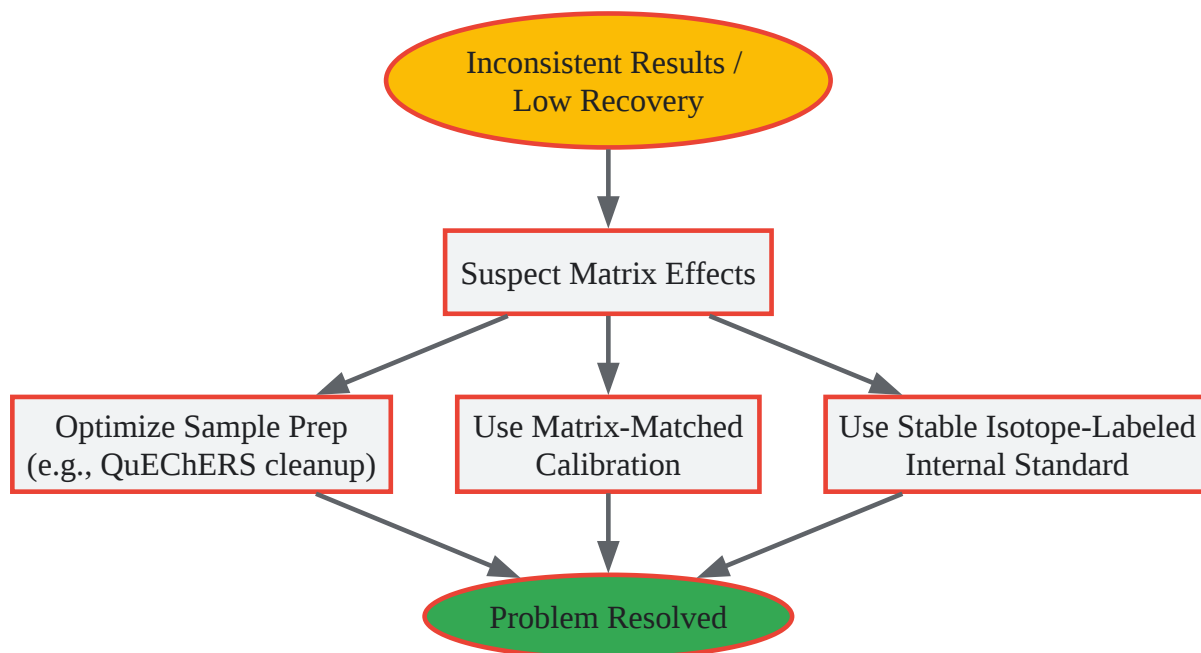 Inconsistent Results /
Low Recovery
Suspect Matrix Effects
Optimize Sample Prep
(e.g., QuEChERS cleanup)
Use Matrix-Matched
Calibration
Use Stable Isotope-Labeled
Internal Standard
Problem Resolved